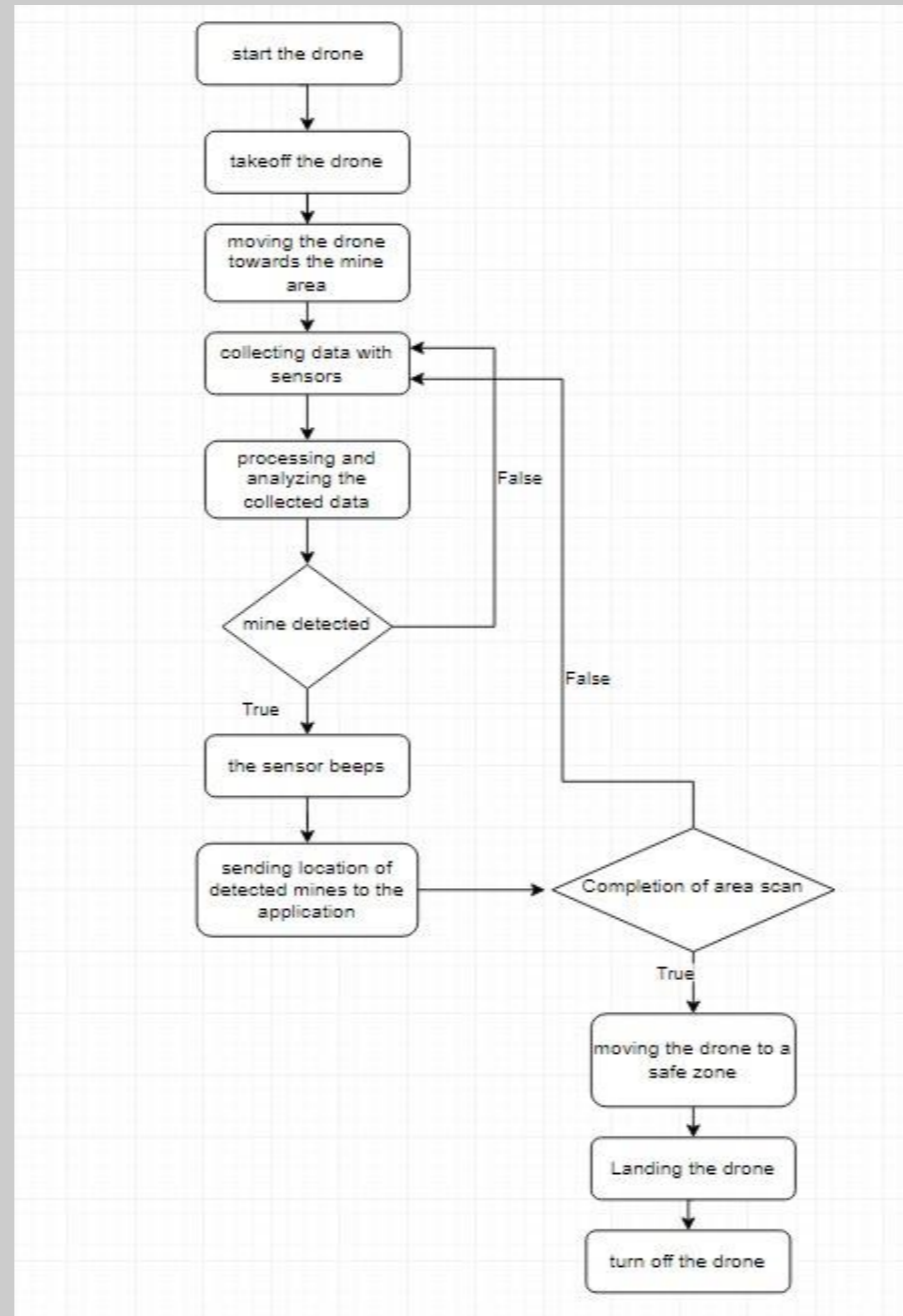 start the drone
takeoff the drone
moving the drone
towards the mine
area
collecting data with
sensors
processing and
analyzing the
collected data
False
mine detected
False
True
the sensor beeps
sending location of
detected mines to the
application
Completion of area scan
True
moving the drone to a
safe zone
Landing the drone
turn off the drone